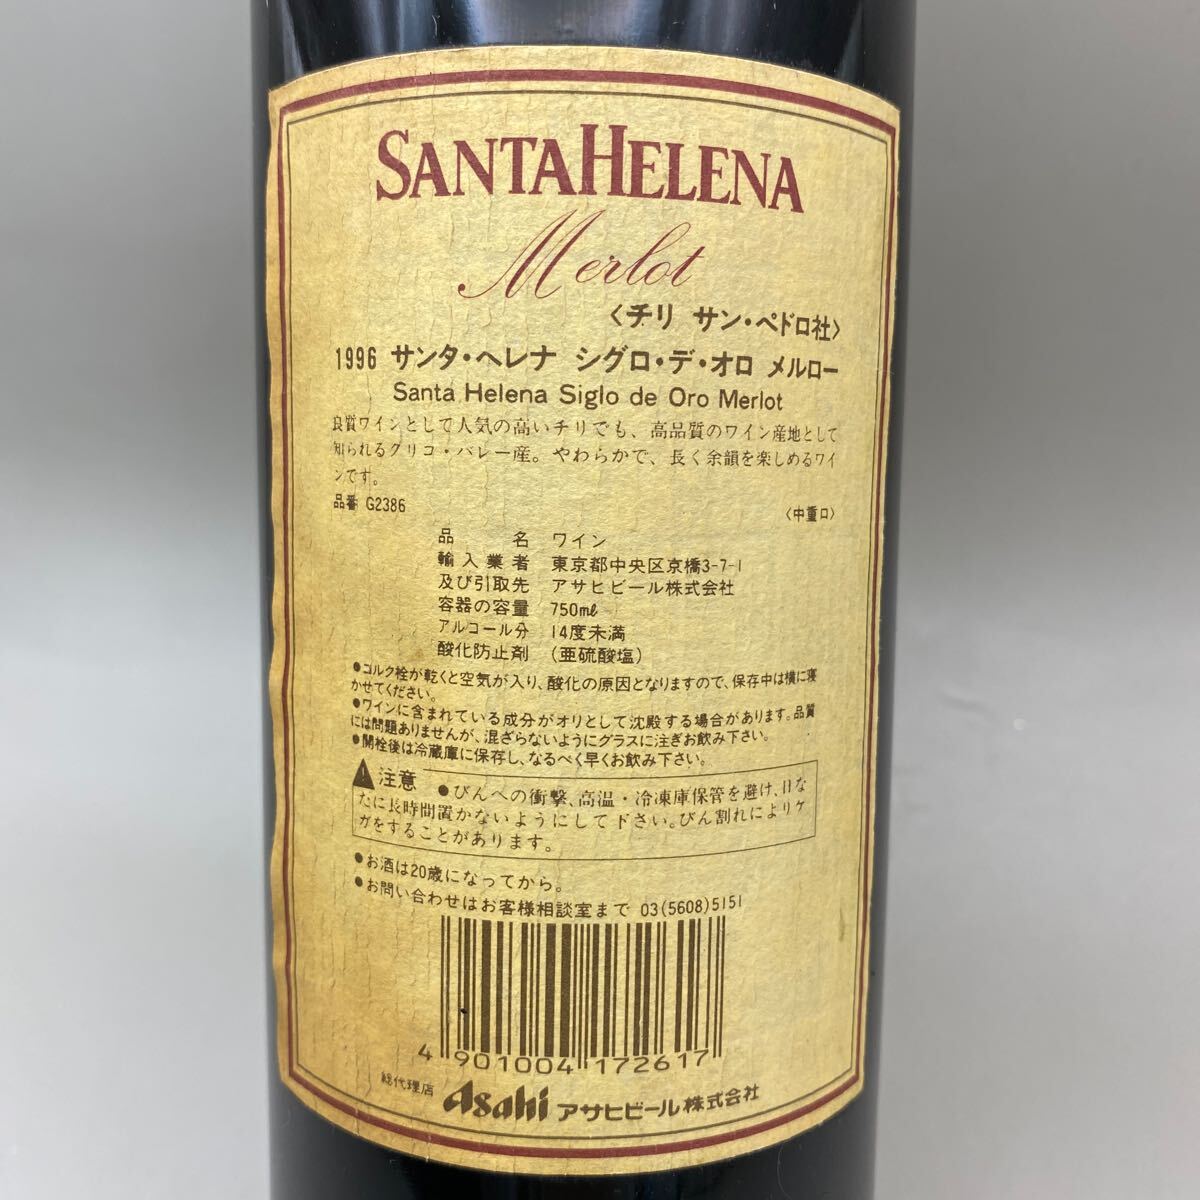 SANTA HELENA
Merlot
〈チリ サン・ペドロ社〉
1996 サンタ・ヘレナ シグロ・デ・オロ メルロー
Santa Helena Siglo de Oro Merlot
良質ワインとして人気の高いチリでも、高品質のワイン産地として
知られるクリコ・バレー産。やわらかで、長く余韻を楽しめるワイ
ンです。
品番 G2386 〈中重口〉
品名 ワイン
輸入業者 東京都中央区京橋3-7-1
及び引取先 アサヒビール株式会社
容器の容量 750mℓ
アルコール分 14度未満
酸化防止剤 (亜硫酸塩)
●コルク栓が乾くと空気が入り、酸化の原因となりますので、保存中は横に寝
かせてください。
●ワインに含まれている成分がオリとして沈殿する場合があります。品質
には問題ありませんが、混ざらないようにグラスに注ぎお飲み下さい。
●開栓後は冷蔵庫に保存し、なるべく早くお飲み下さい。
注意 ●びんへの衝撃、高温・冷凍庫保管を避け、日な
たに長時間置かないようにして下さい。びん割れによりケ
ガをすることがあります。
●お酒は20歳になってから。
●お問い合わせはお客様相談室まで 03(5608)5151
4 901004 172617
総代理店 Asahi アサヒビール株式会社